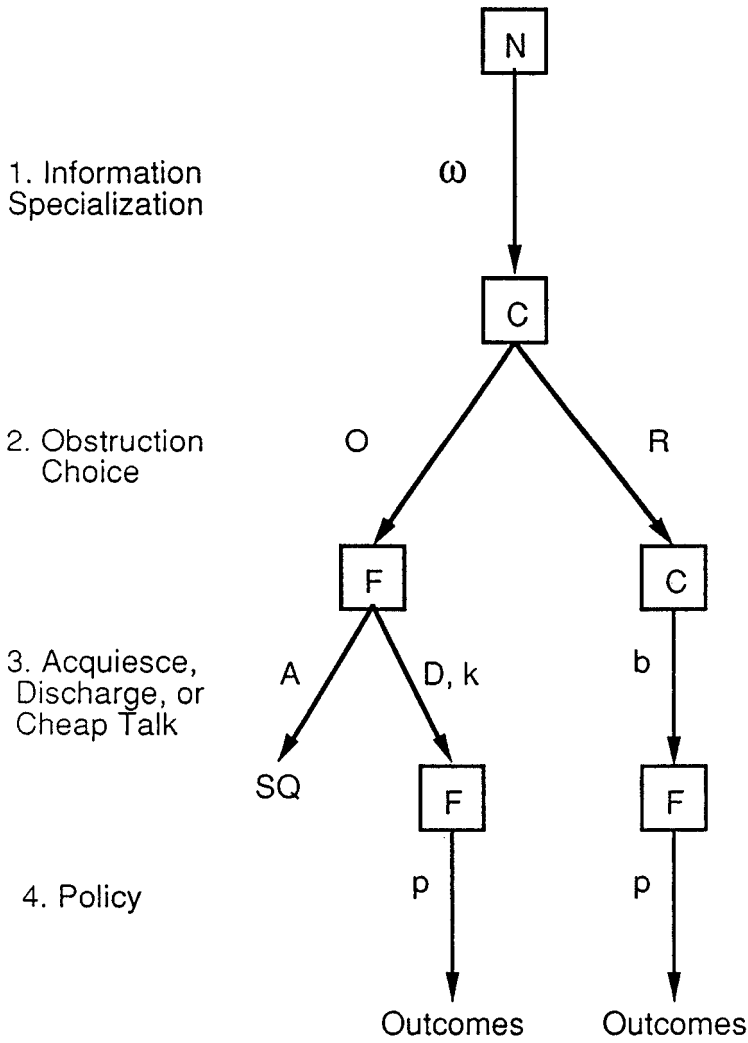 N
1. Information
Specialization
ω
C
2. Obstruction
Choice
O
R
F
C
3. Acquiesce,
Discharge, or
Cheap Talk
A
D, k
b
SQ
F
F
4. Policy
p
p
Outcomes
Outcomes